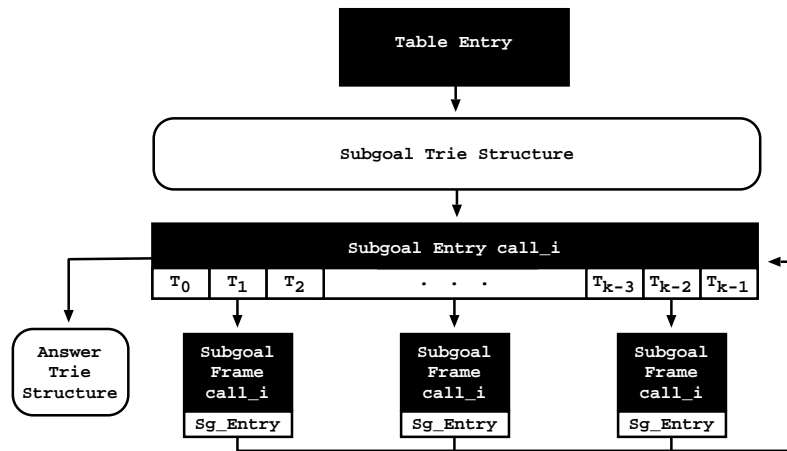 Table Entry
Subgoal Trie Structure
Subgoal Entry call_i
T0 T1 T2 . . . Tk-3 Tk-2 Tk-1
Answer
Trie
Structure
Subgoal
Frame
call_i
Sg_Entry
Subgoal
Frame
call_i
Sg_Entry
Subgoal
Frame
call_i
Sg_Entry